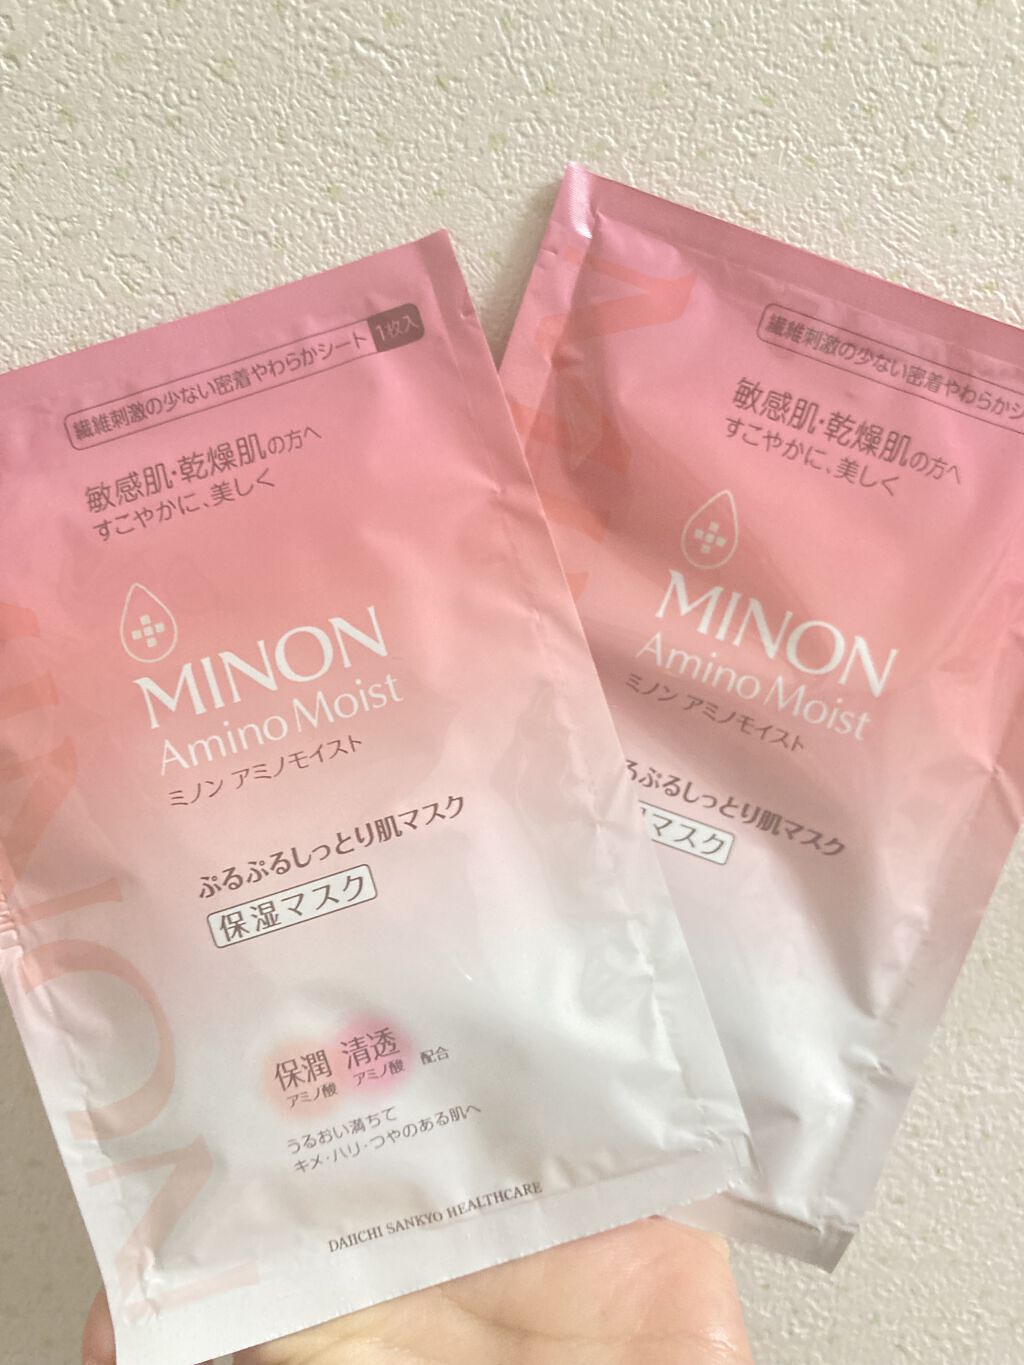 繊維刺激の少ない密着やわらかシート 1枚入
敏感肌・乾燥肌の方へ
すこやかに、美しく
MINON
Amino Moist
ミノン アミノモイスト
ぷるぷるしっとり肌マスク
保湿マスク
保潤 清透
アミノ酸 アミノ酸 配合
うるおい満ちて
キメ・ハリ・つやのある肌へ
DAIICHI SANKYO HEALTHCARE
MINON
繊維刺激の少ない密着やわらか
敏感肌・乾燥肌の方へ
すこやかに、美しく
MINON
Amino Moist
ミノン アミノモイスト
るぷるしっとり肌マスク
マスク